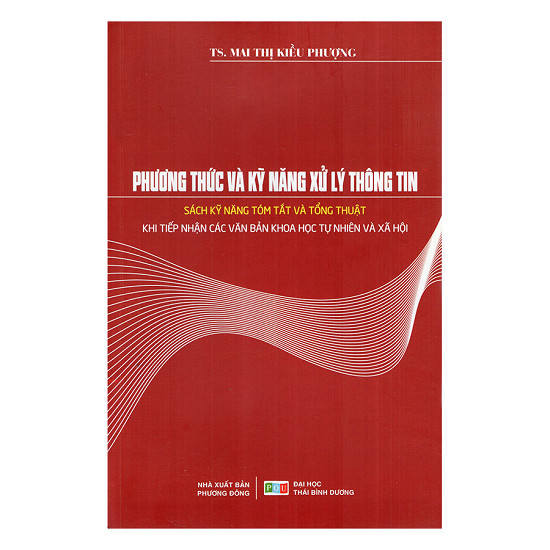 TS. MAI THỊ KIỀU PHƯỢNG
PHƯƠNG THỨC VÀ KỸ NĂNG XỬ LÝ THÔNG TIN
SÁCH KỸ NĂNG TÓM TẮT VÀ TỔNG THUẬT
KHI TIẾP NHẬN CÁC VĂN BẢN KHOA HỌC TỰ NHIÊN VÀ XÃ HỘI
NHÀ XUẤT BẢN
PHƯƠNG ĐÔNG
POU
ĐẠI HỌC
THÁI BÌNH DƯƠNG